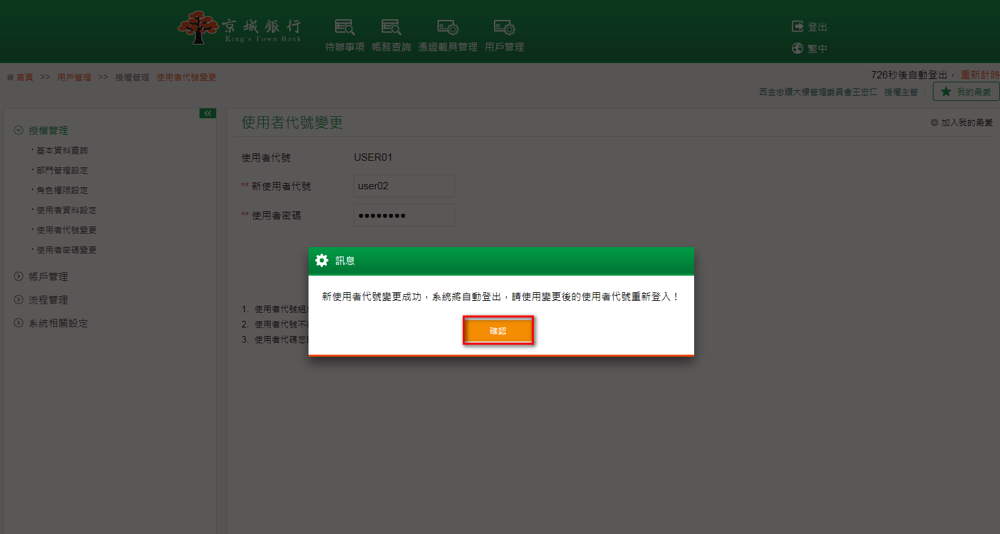 京城銀行
King's Town Bank
待辦事項 帳務查詢 憑證載具管理 用戶管理
登出
繁中
首頁 >> 用戶管理 >> 授權管理 使用者代號變更
726秒後自動登出， 重新計時
西金忠鑽大樓管理委員會王宏仁 授權主管
我的最愛
授權管理
基本資料查詢
部門管理設定
角色權限設定
使用者資料設定
使用者代號變更
使用者密碼變更
帳戶管理
流程管理
系統相關設定
使用者代號變更
加入我的最愛
使用者代號 USER01
** 新使用者代號 user02
** 使用者密碼 ●●●●●●●●
訊息
新使用者代號變更成功，系統將自動登出，請使用變更後的使用者代號重新登入！
確認
1. 使用者代號組
2. 使用者代號不
3. 使用者代碼忘